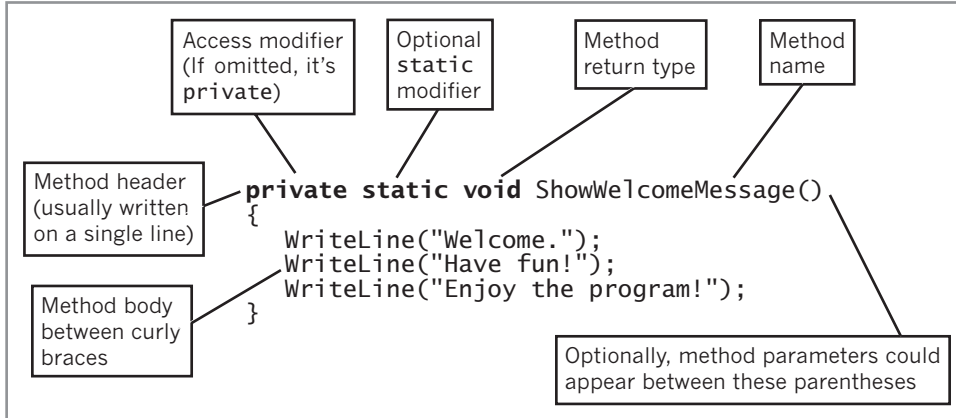 Access modifier
(If omitted, it's
private)
Optional
static
modifier
Method
return type
Method
name
Method header
(usually written
on a single line)
private static void ShowWelcomeMessage()
{
WriteLine("Welcome.");
WriteLine("Have fun!");
WriteLine("Enjoy the program!");
}
Method body
between curly
braces
Optionally, method parameters could
appear between these parentheses